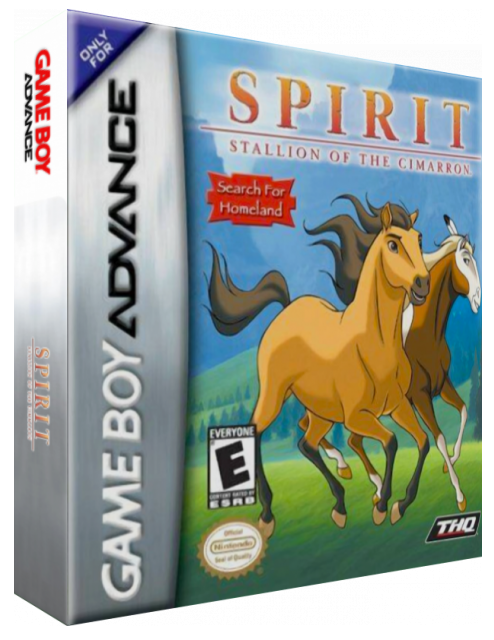 GAME BOY
ADVANCE
SPIRIT
ONLY
FOR
GAME BOY ADVANCE
SPIRIT
STALLION OF THE CIMARRON
Search For
Homeland
EVERYONE
E
CONTENT RATED BY
ESRB
Official
Nintendo
Seal of Quality
THQ